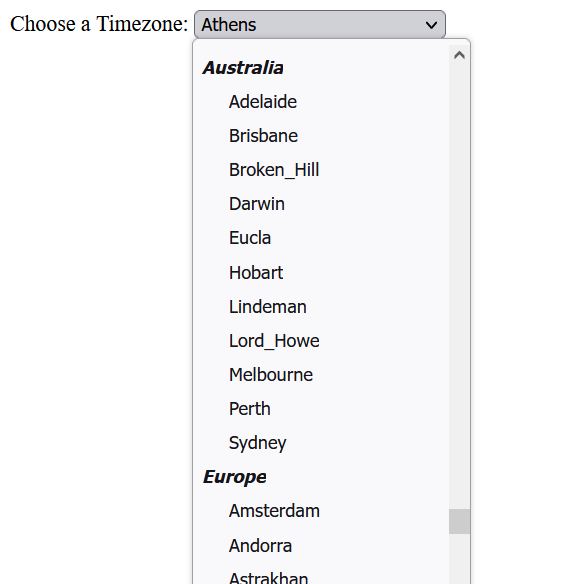 Choose a Timezone: Athens
Australia
Adelaide
Brisbane
Broken_Hill
Darwin
Eucla
Hobart
Lindeman
Lord_Howe
Melbourne
Perth
Sydney
Europe
Amsterdam
Andorra
Astrakhan